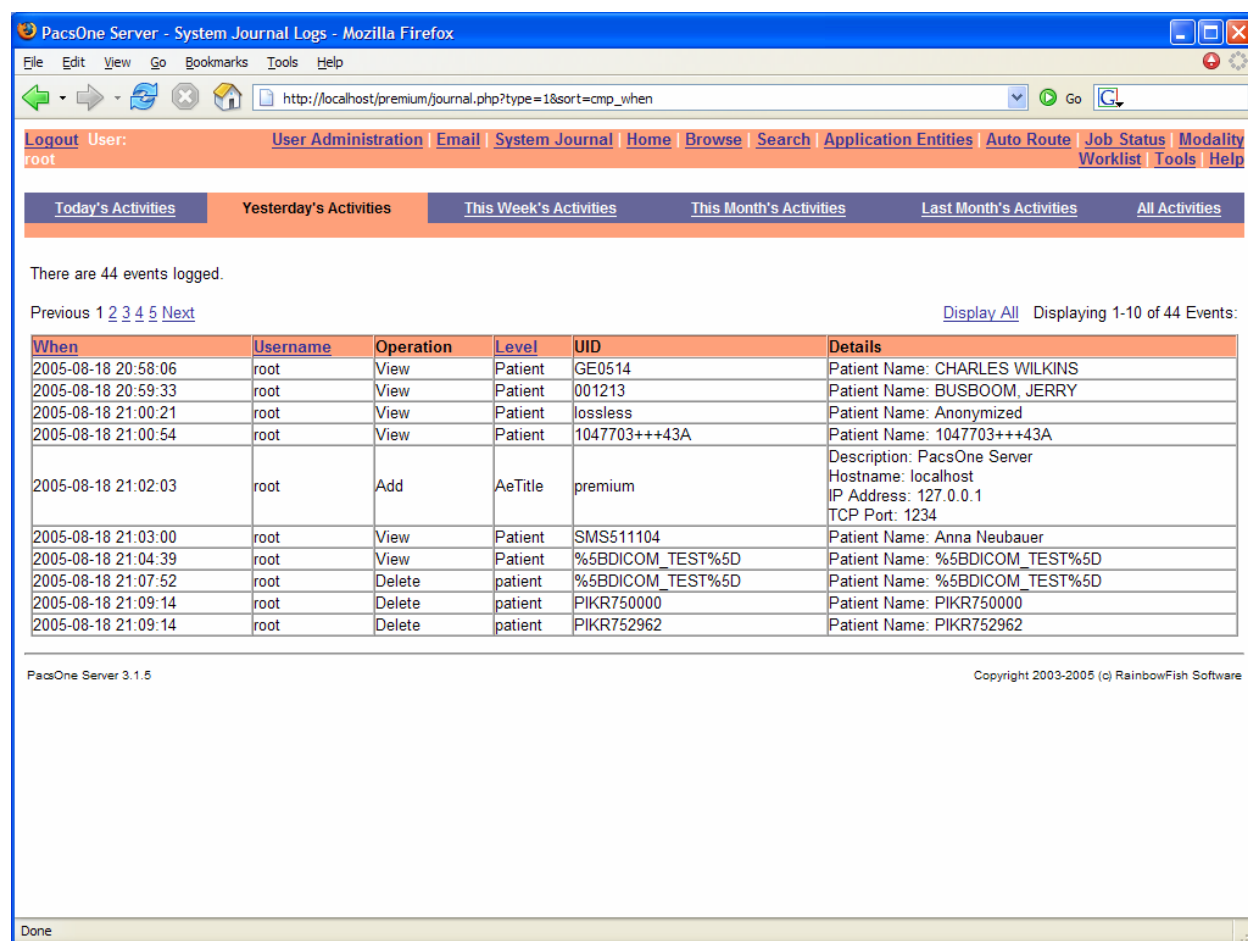 PacsOne Server - System Journal Logs - Mozilla Firefox
File Edit View Go Bookmarks Tools Help
http://localhost/premium/journal.php?type=1&sort=cmp_when Go G
Logout User: User Administration | Email | System Journal | Home | Browse | Search | Application Entities | Auto Route | Job Status | Modality
root Worklist | Tools | Help
Today's Activities Yesterday's Activities This Week's Activities This Month's Activities Last Month's Activities All Activities
There are 44 events logged.
Previous 1 2 3 4 5 Next Display All Displaying 1-10 of 44 Events:
When Username Operation Level UID Details
2005-08-18 20:58:06 root View Patient GE0514 Patient Name: CHARLES WILKINS
2005-08-18 20:59:33 root View Patient 001213 Patient Name: BUSBOOM, JERRY
2005-08-18 21:00:21 root View Patient lossless Patient Name: Anonymized
2005-08-18 21:00:54 root View Patient 1047703+++43A Patient Name: 1047703+++43A
Description: PacsOne Server
Hostname: localhost
2005-08-18 21:02:03 root Add AeTitle premium
IP Address: 127.0.0.1
TCP Port: 1234
2005-08-18 21:03:00 root View Patient SMS511104 Patient Name: Anna Neubauer
2005-08-18 21:04:39 root View Patient %5BDICOM_TEST%5D Patient Name: %5BDICOM_TEST%5D
2005-08-18 21:07:52 root Delete patient %5BDICOM_TEST%5D Patient Name: %5BDICOM_TEST%5D
2005-08-18 21:09:14 root Delete patient PIKR750000 Patient Name: PIKR750000
2005-08-18 21:09:14 root Delete patient PIKR752962 Patient Name: PIKR752962
PacsOne Server 3.1.5 Copyright 2003-2005 (c) RainbowFish Software
Done